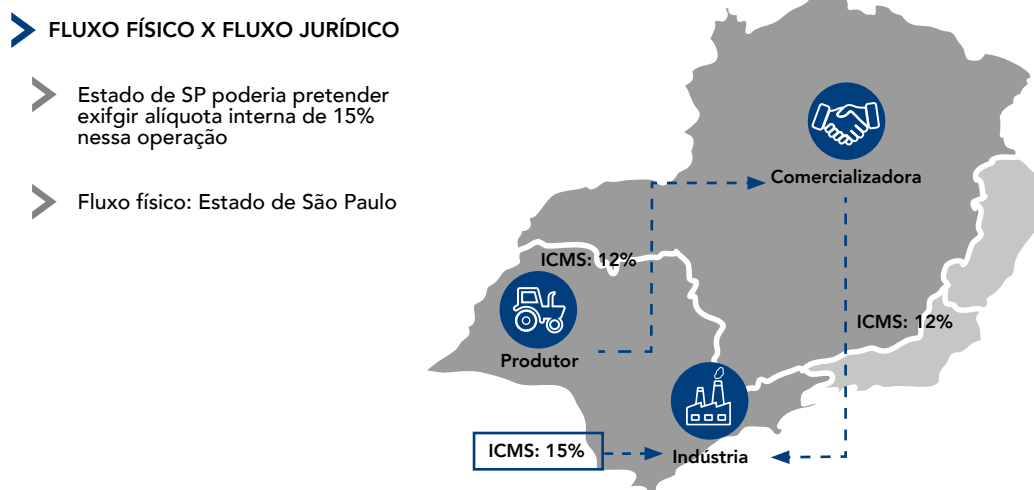 FLUXO FÍSICO X FLUXO JURÍDICO
Estado de SP poderia pretender
exifgir alíquota interna de 15%
nessa operação
Fluxo físico: Estado de São Paulo
Comercializadora
ICMS: 12%
Produtor
ICMS: 12%
ICMS: 15%
Indústria